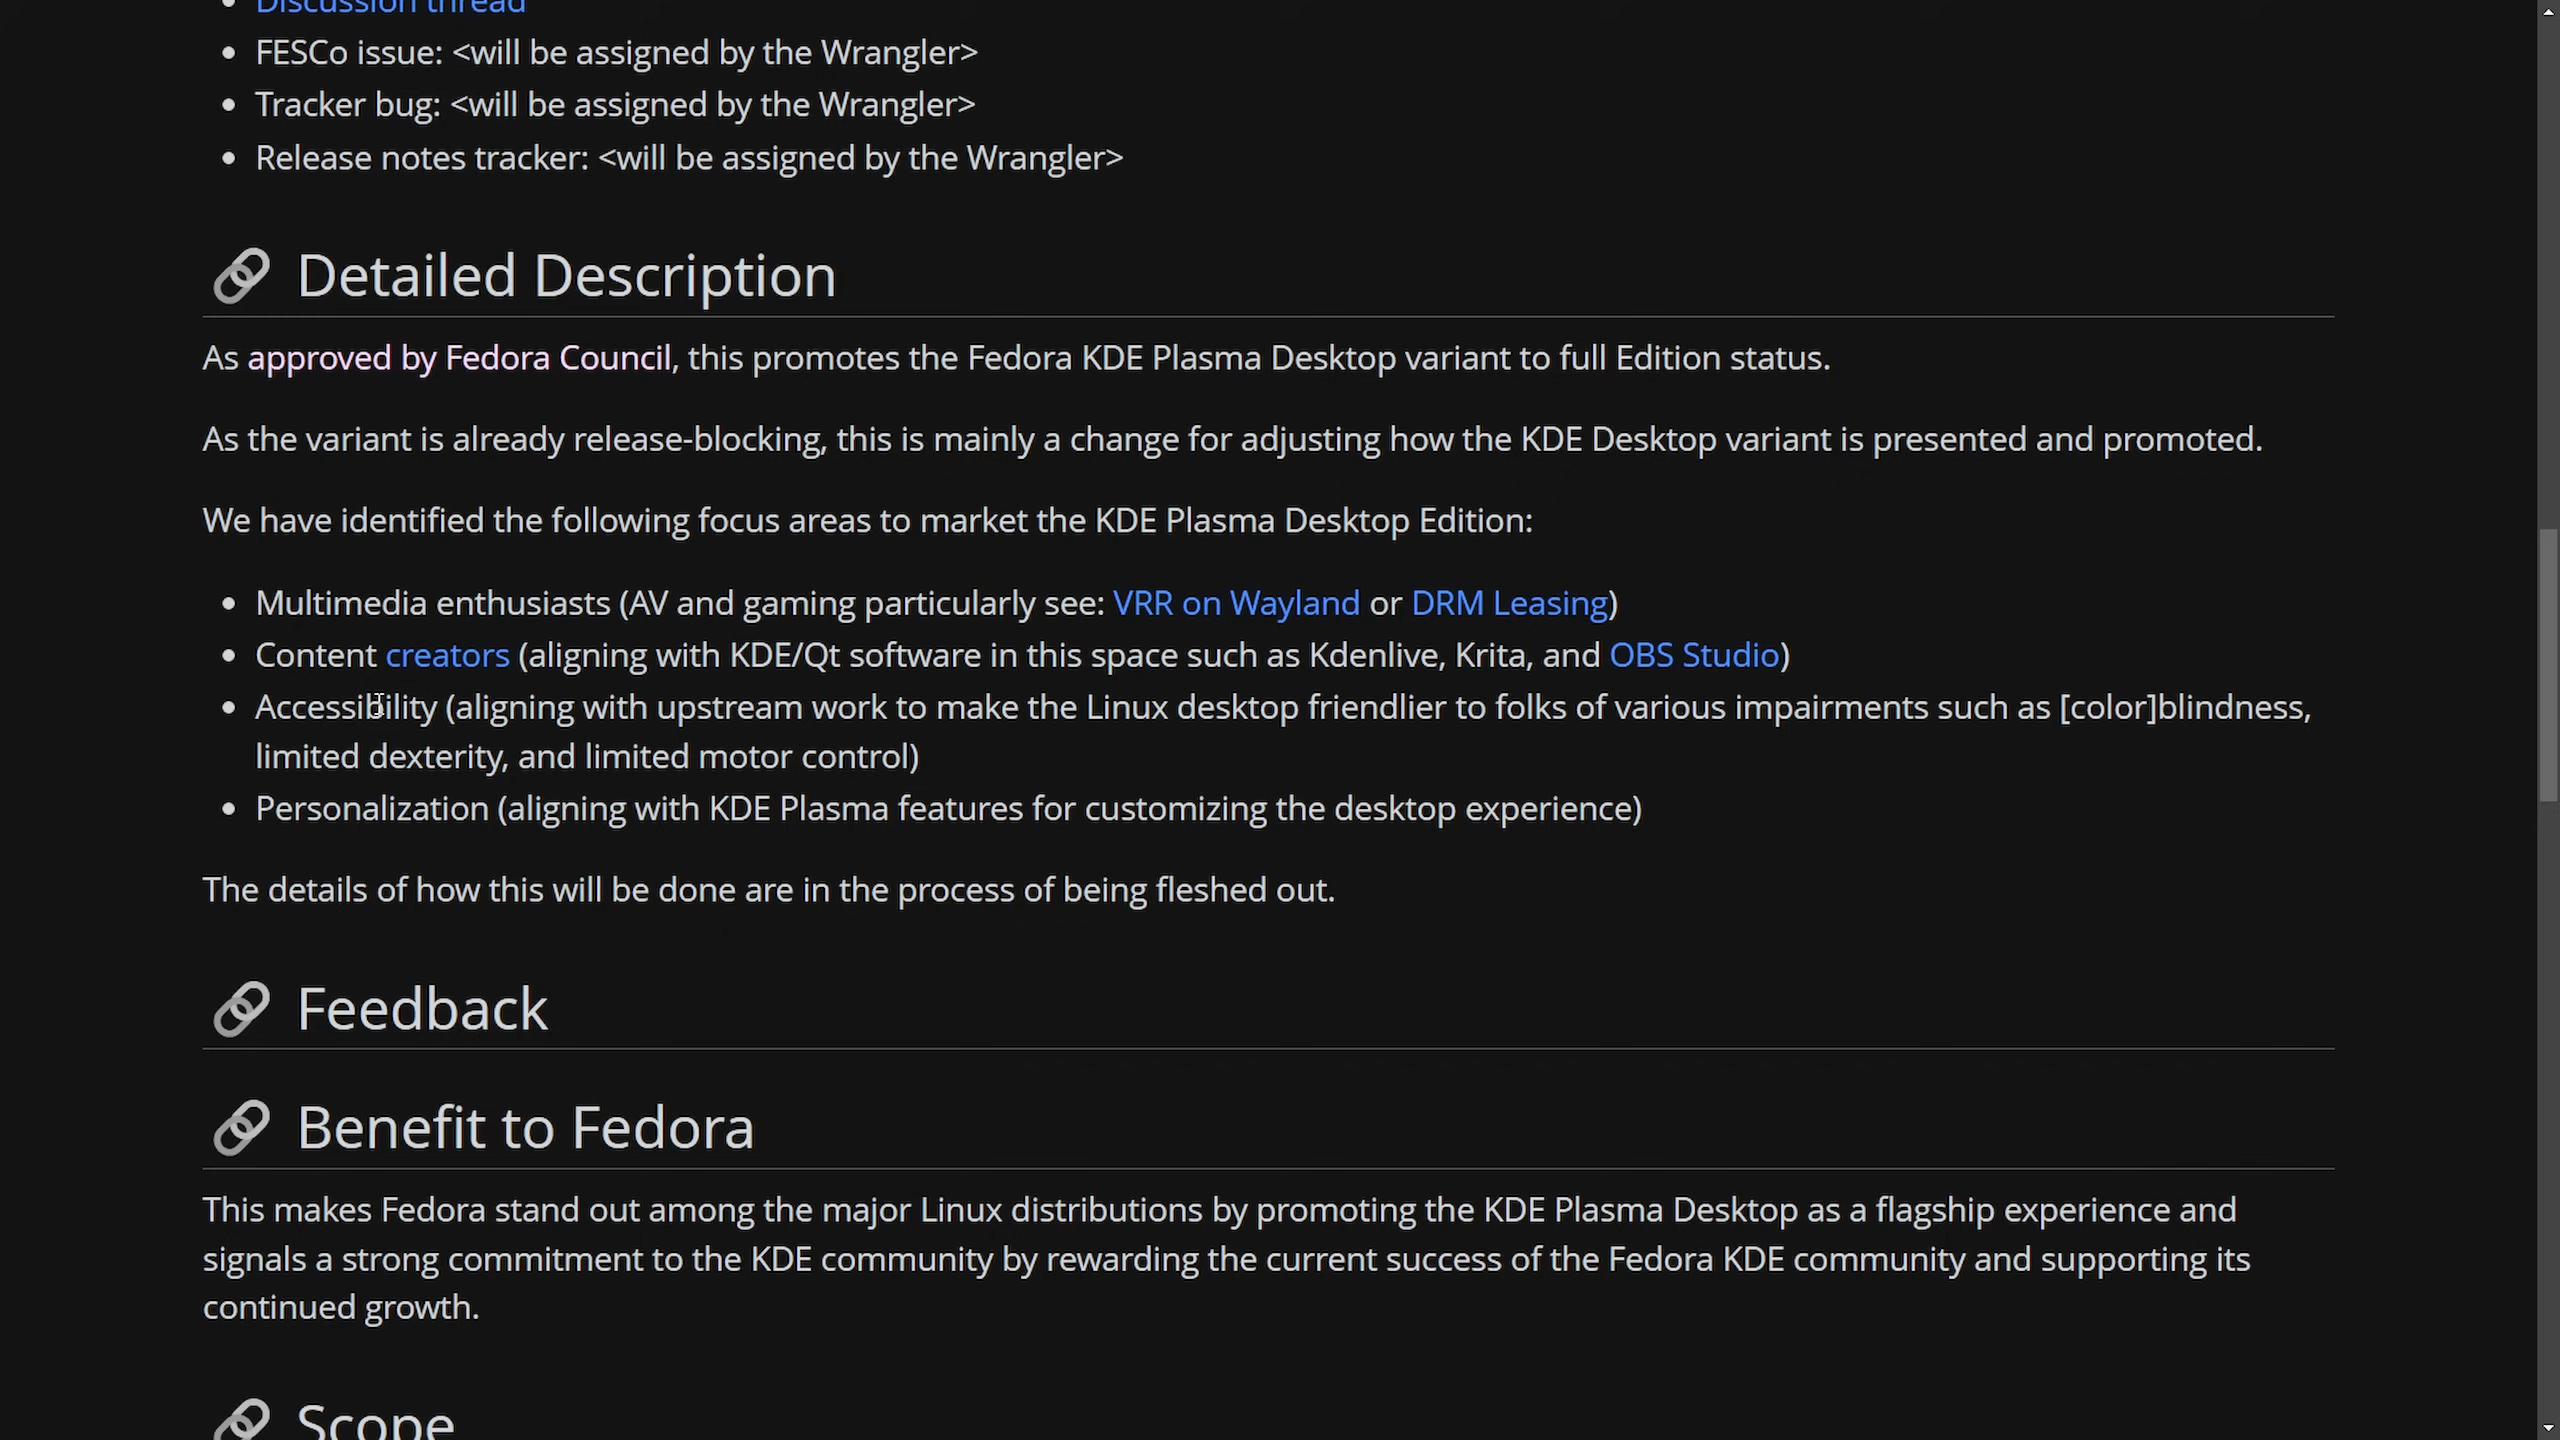 Discussion thread
FESCo issue: <will be assigned by the Wrangler>
Tracker bug: <will be assigned by the Wrangler>
Release notes tracker: <will be assigned by the Wrangler>
Detailed Description
As approved by Fedora Council, this promotes the Fedora KDE Plasma Desktop variant to full Edition status.
As the variant is already release-blocking, this is mainly a change for adjusting how the KDE Desktop variant is presented and promoted.
We have identified the following focus areas to market the KDE Plasma Desktop Edition:
Multimedia enthusiasts (AV and gaming particularly see: VRR on Wayland or DRM Leasing)
Content creators (aligning with KDE/Qt software in this space such as Kdenlive, Krita, and OBS Studio)
Accessibility (aligning with upstream work to make the Linux desktop friendlier to folks of various impairments such as [color]blindness,
limited dexterity, and limited motor control)
Personalization (aligning with KDE Plasma features for customizing the desktop experience)
The details of how this will be done are in the process of being fleshed out.
Feedback
Benefit to Fedora
This makes Fedora stand out among the major Linux distributions by promoting the KDE Plasma Desktop as a flagship experience and
signals a strong commitment to the KDE community by rewarding the current success of the Fedora KDE community and supporting its
continued growth.
Scope